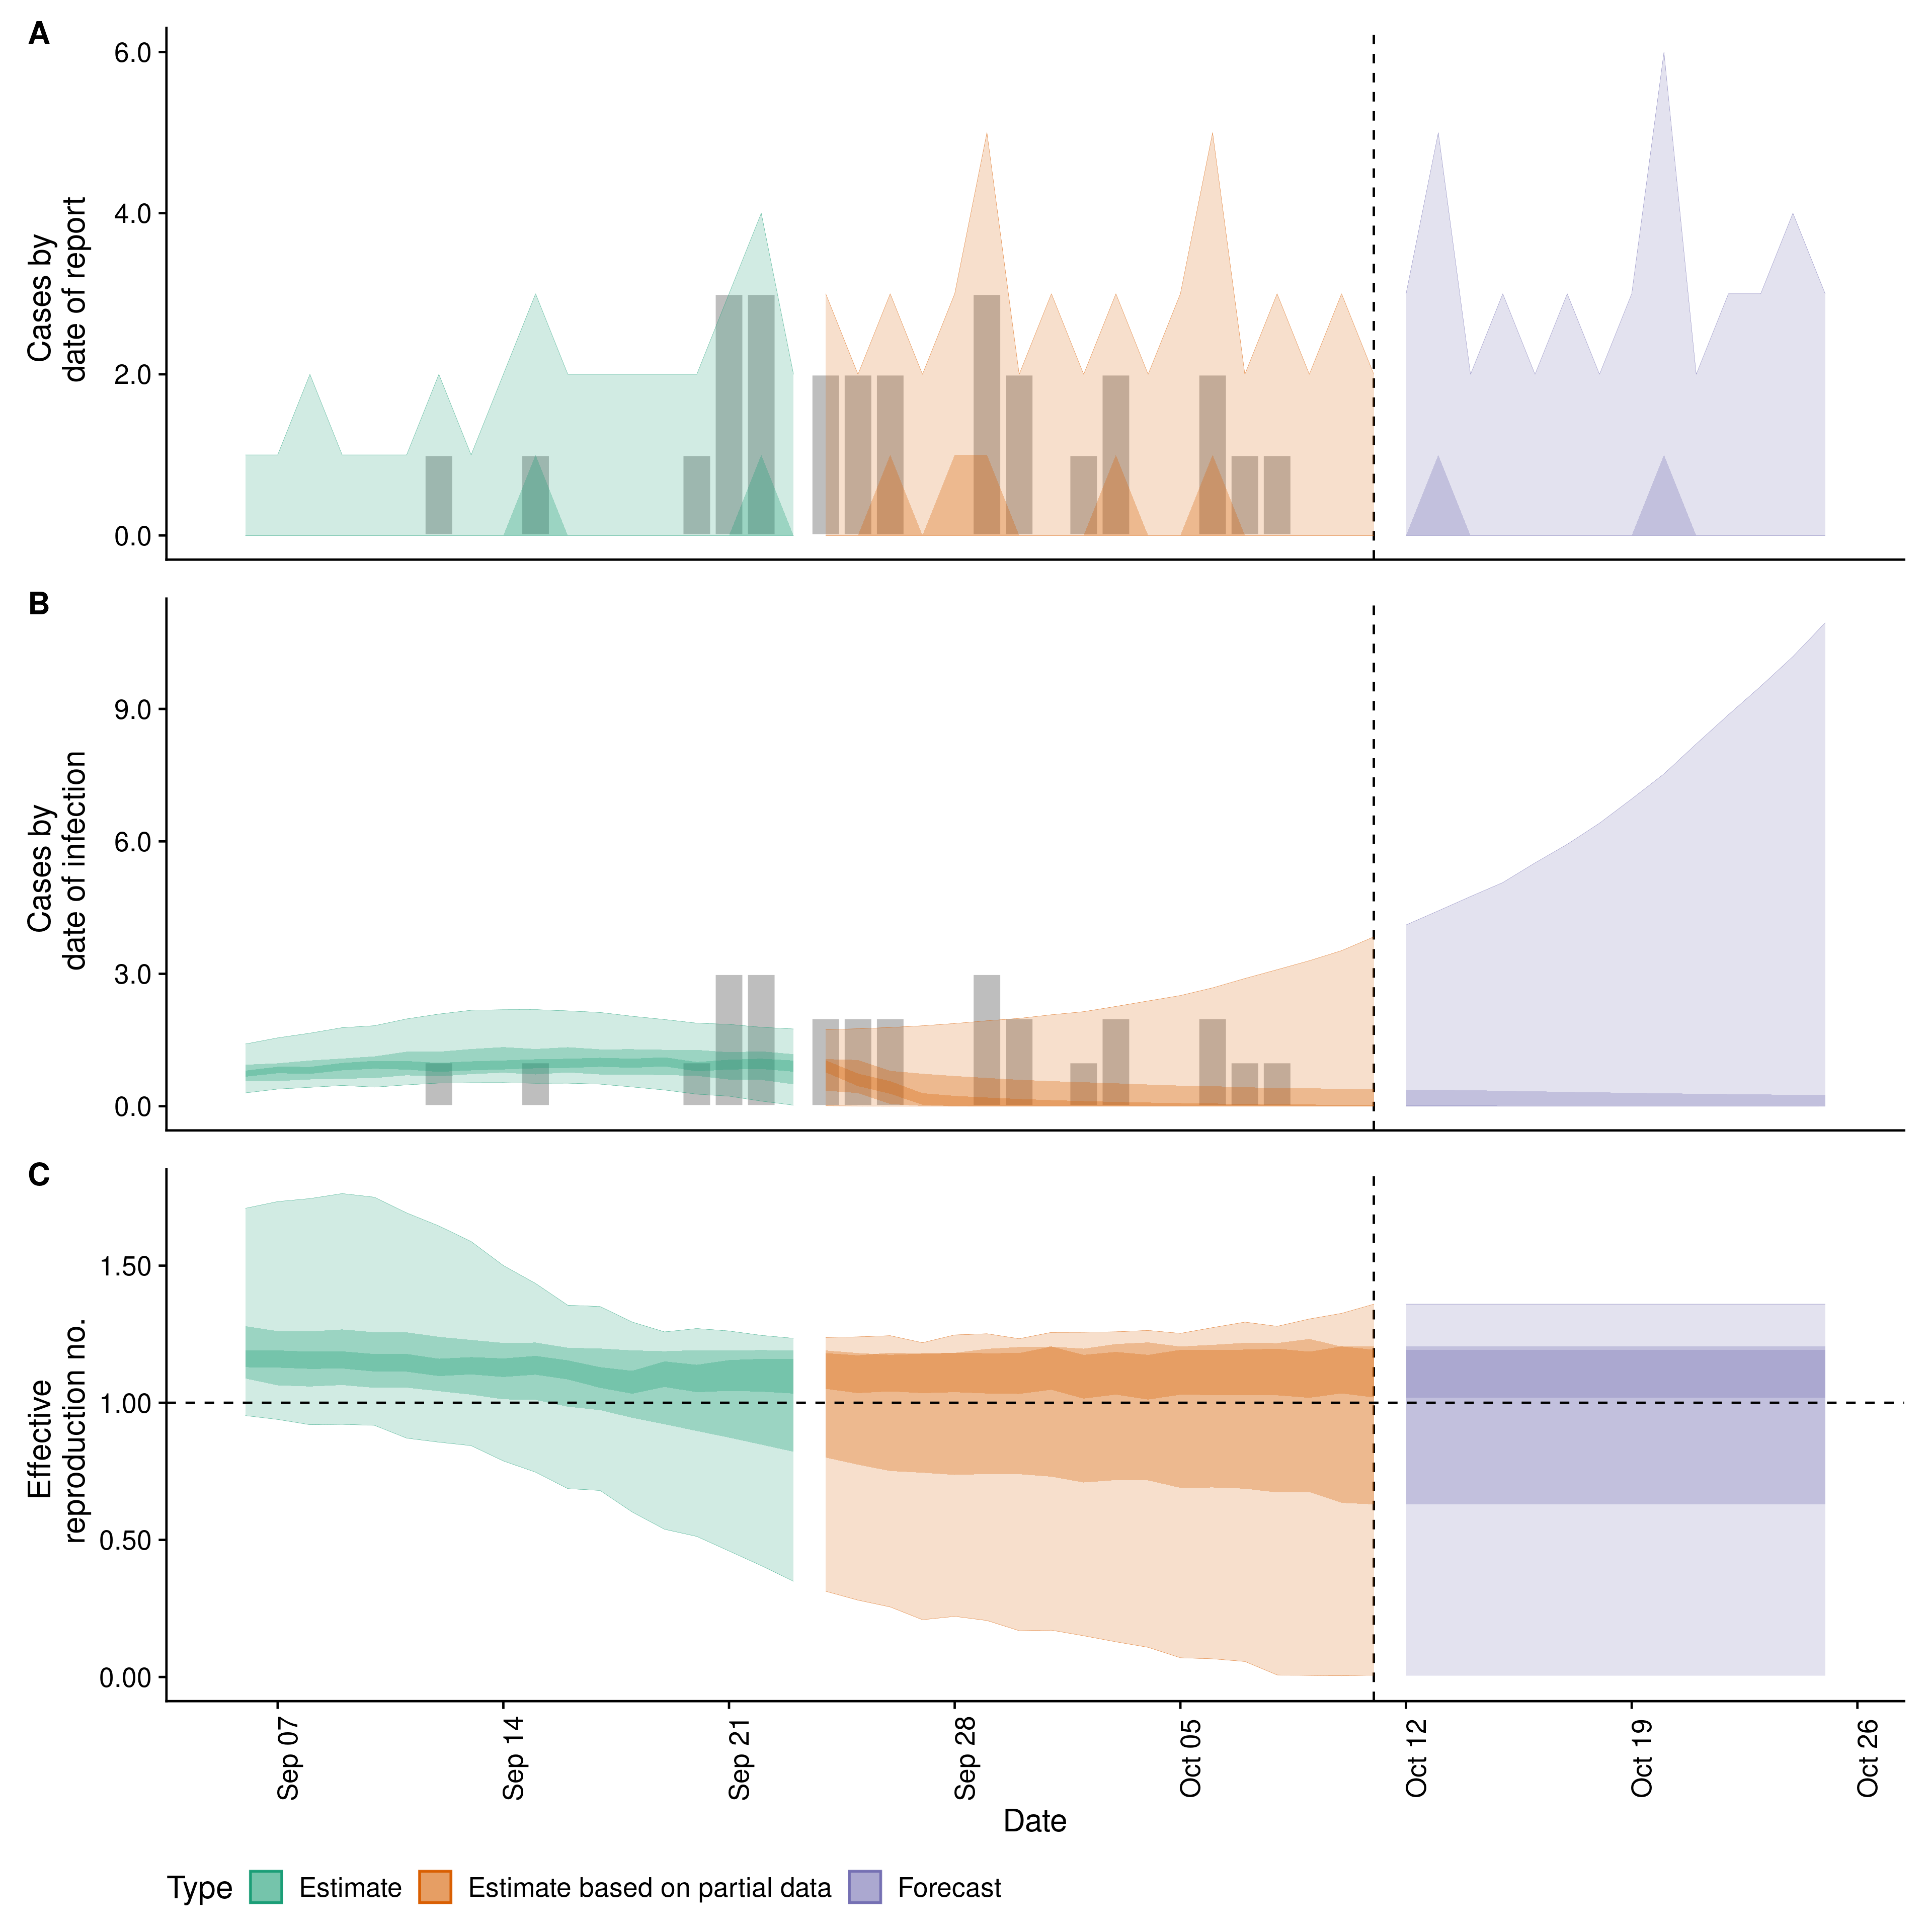 A
Cases by
date of report
6.0
4.0
2.0
0.0
B
Cases by
date of infection
9.0
6.0
3.0
0.0
C
Effective
reproduction no.
1.50
1.00
0.50
0.00
Sep 07
Sep 14
Sep 21
Sep 28
Oct 05
Oct 12
Oct 19
Oct 26
Date
Type
Estimate
Estimate based on partial data
Forecast